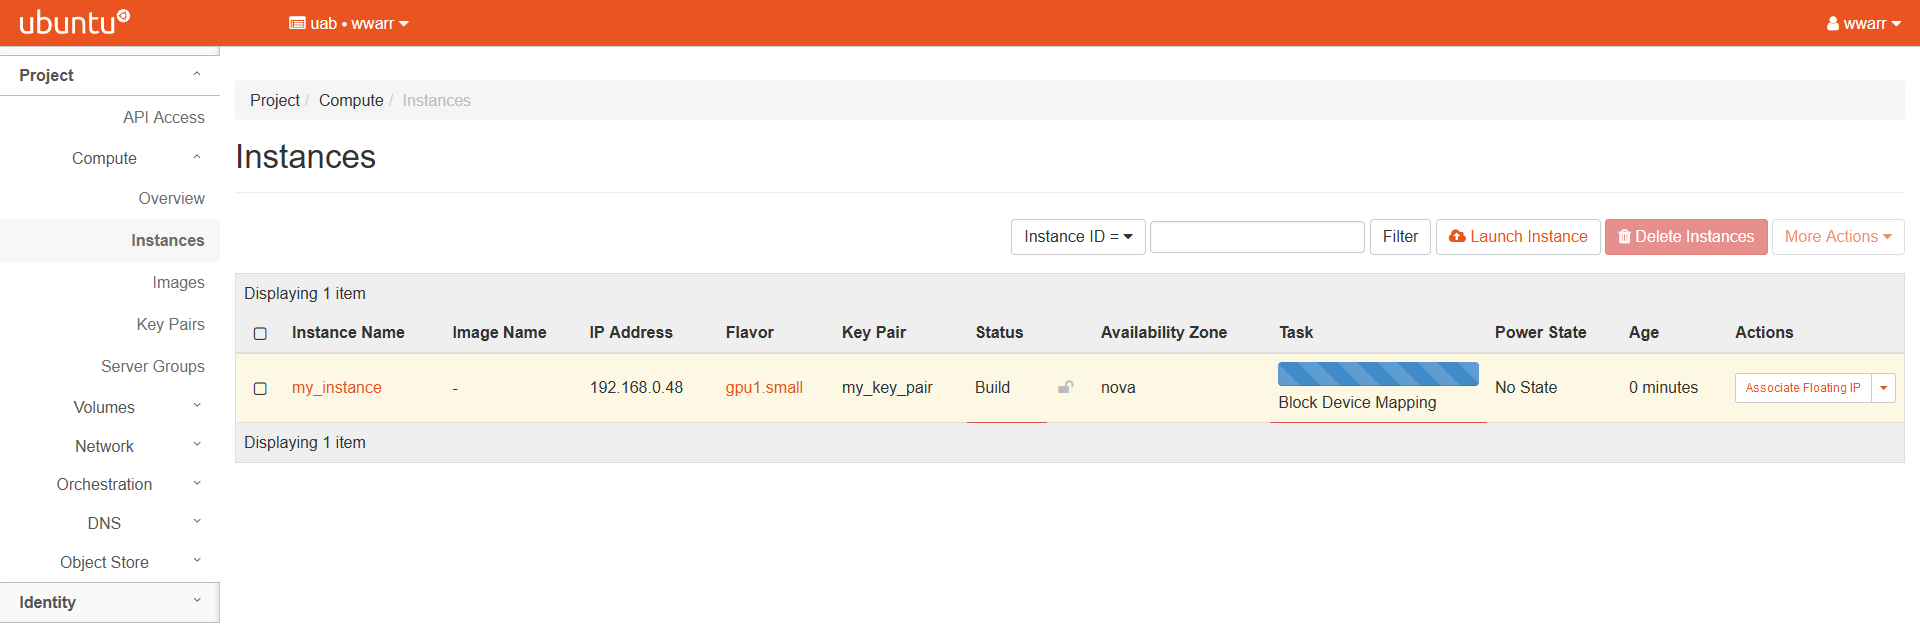 ubuntu
uab • wwarr
wwarr
Project
API Access
Compute
Overview
Instances
Images
Key Pairs
Server Groups
Volumes
Network
Orchestration
DNS
Object Store
Identity
Project / Compute / Instances
Instances
Instance ID = Filter Launch Instance Delete Instances More Actions
Displaying 1 item
Instance Name Image Name IP Address Flavor Key Pair Status Availability Zone Task Power State Age Actions
my_instance - 192.168.0.48 gpu1.small my_key_pair Build nova Block Device Mapping No State 0 minutes Associate Floating IP
Displaying 1 item